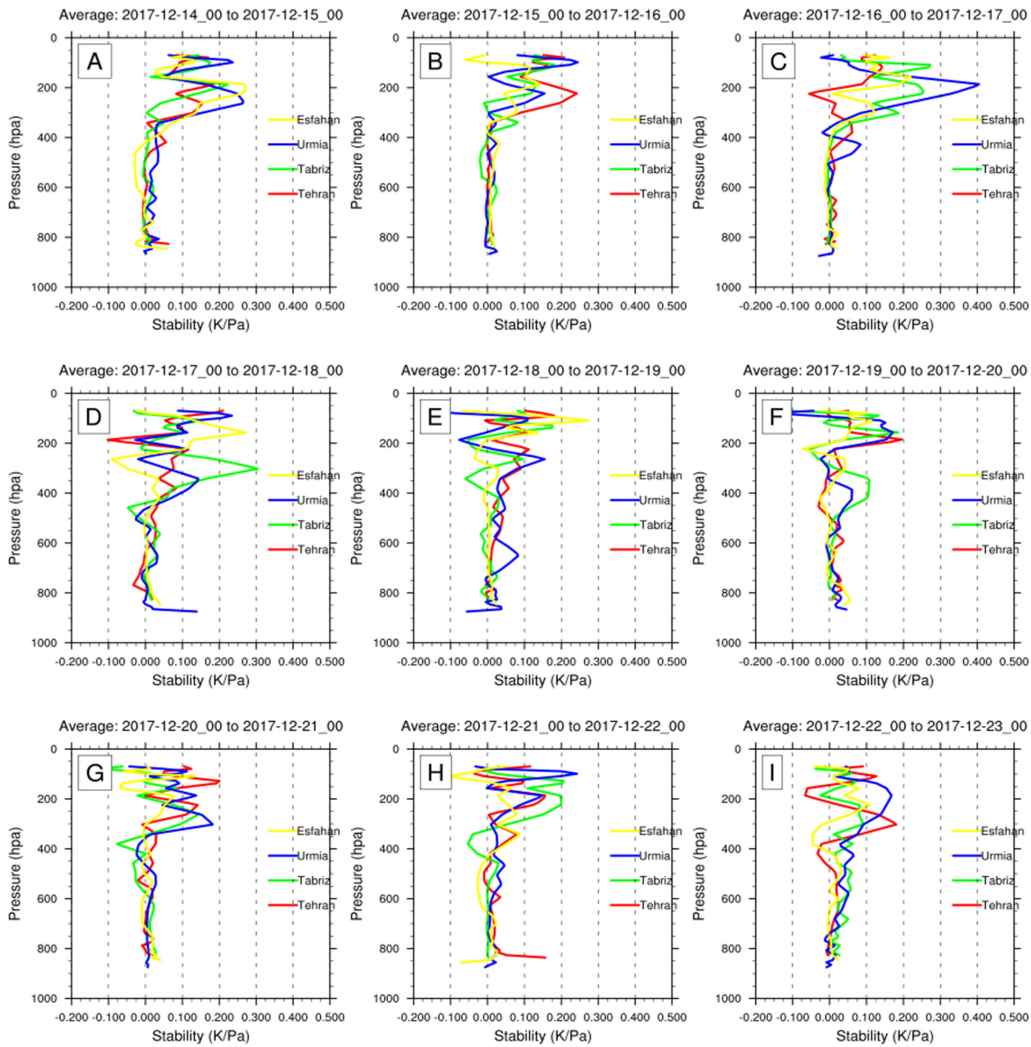 Average: 2017-12-14_00 to 2017-12-15_00
A
Pressure (hpa)
0
200
400
600
800
1000
Esfahan
Urmia
Tabriz
Tehran
-0.200 -0.100 0.000 0.100 0.200 0.300 0.400 0.500
Stability (K/Pa)
Average: 2017-12-15_00 to 2017-12-16_00
B
Pressure (hpa)
0
200
400
600
800
1000
Esfahan
Urmia
Tabriz
Tehran
-0.200 -0.100 0.000 0.100 0.200 0.300 0.400 0.500
Stability (K/Pa)
Average: 2017-12-16_00 to 2017-12-17_00
C
Pressure (hpa)
0
200
400
600
800
1000
Esfahan
Urmia
Tabriz
Tehran
-0.200 -0.100 0.000 0.100 0.200 0.300 0.400 0.500
Stability (K/Pa)
Average: 2017-12-17_00 to 2017-12-18_00
D
Pressure (hpa)
0
200
400
600
800
1000
Esfahan
Urmia
Tabriz
Tehran
-0.200 -0.100 0.000 0.100 0.200 0.300 0.400 0.500
Stability (K/Pa)
Average: 2017-12-18_00 to 2017-12-19_00
E
Pressure (hpa)
0
200
400
600
800
1000
Esfahan
Urmia
Tabriz
Tehran
-0.200 -0.100 0.000 0.100 0.200 0.300 0.400 0.500
Stability (K/Pa)
Average: 2017-12-19_00 to 2017-12-20_00
F
Pressure (hpa)
0
200
400
600
800
1000
Esfahan
Urmia
Tabriz
Tehran
-0.200 -0.100 0.000 0.100 0.200 0.300 0.400 0.500
Stability (K/Pa)
Average: 2017-12-20_00 to 2017-12-21_00
G
Pressure (hpa)
0
200
400
600
800
1000
Esfahan
Urmia
Tabriz
Tehran
-0.200 -0.100 0.000 0.100 0.200 0.300 0.400 0.500
Stability (K/Pa)
Average: 2017-12-21_00 to 2017-12-22_00
H
Pressure (hpa)
0
200
400
600
800
1000
Esfahan
Urmia
Tabriz
Tehran
-0.200 -0.100 0.000 0.100 0.200 0.300 0.400 0.500
Stability (K/Pa)
Average: 2017-12-22_00 to 2017-12-23_00
I
Pressure (hpa)
0
200
400
600
800
1000
Esfahan
Urmia
Tabriz
Tehran
-0.200 -0.100 0.000 0.100 0.200 0.300 0.400 0.500
Stability (K/Pa)